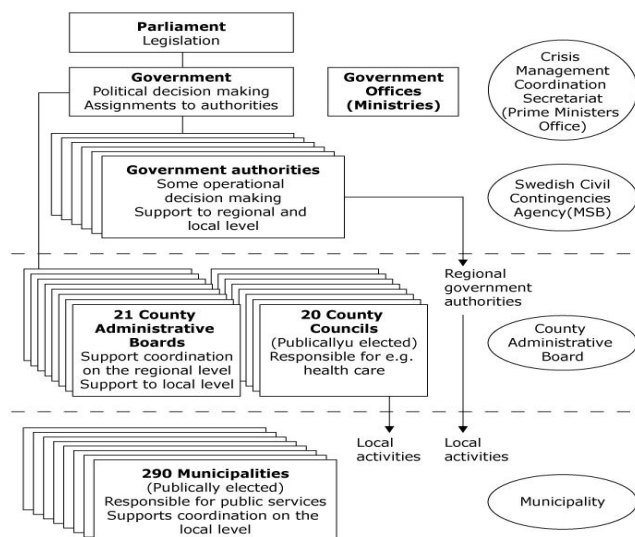 Parliament
Legislation
Government
Political decision making
Assignments to authorities
Government
Offices
(Ministries)
Crisis
Management
Coordination
Secretariat
(Prime Ministers
Office)
Government authorities
Some operational
decision making
Support to regional and
local level
Swedish Civil
Contingencies
Agency(MSB)
Regional
government
authorities
21 County
Administrative
Boards
Support coordination
on the regional level
Support to local level
20 County
Councils
(Publicallyu elected)
Responsible for e.g.
health care
County
Administrative
Board
Local
activities
Local
activities
290 Municipalities
(Publically elected)
Responsible for public services
Supports coordination on the
local level
Municipality